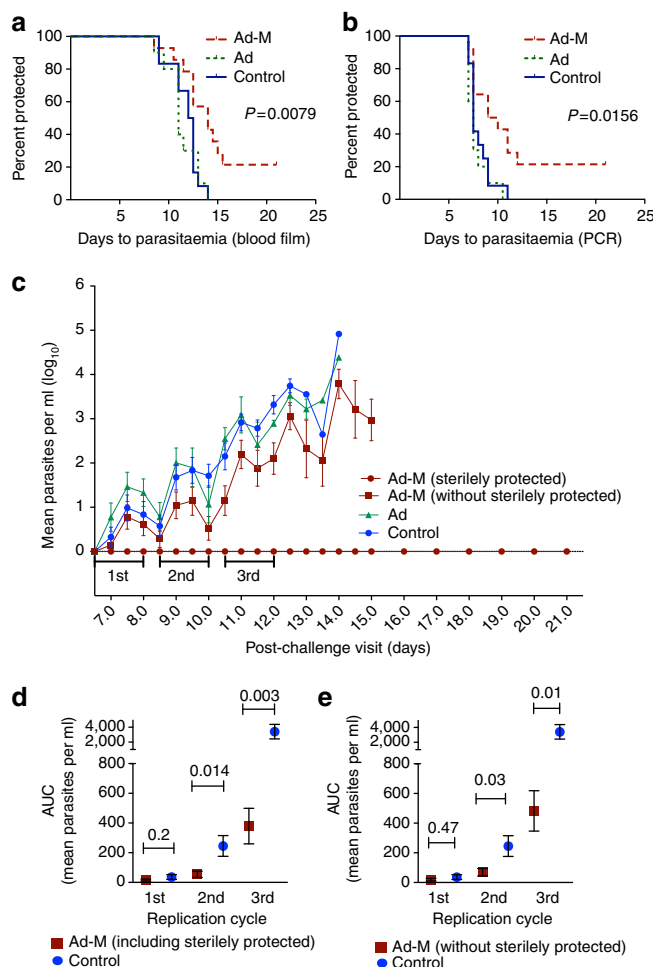 a
100
80
60
40
20
0
Percent protected
5 10 15 20 25
Days to parasitaemia (blood film)
Ad-M
Ad
Control
P=0.0079
b
100
80
60
40
20
0
Percent protected
5 10 15 20 25
Days to parasitaemia (PCR)
Ad-M
Ad
Control
P=0.0156
c
6
5
4
3
2
1
0
Mean parasites per ml (log10)
Ad-M (sterilely protected)
Ad-M (without sterilely protected)
Ad
Control
1st 2nd 3rd
7.0 8.0 9.0 10.0 11.0 12.0 13.0 14.0 15.0 16.0 17.0 18.0 19.0 20.0 21.0
Post-challenge visit (days)
d
4,000
2,000
800
600
400
200
0
AUC
(mean parasites per ml)
0.2
0.014
0.003
1st 2nd 3rd
Replication cycle
Ad-M (including sterilely protected)
Control
e
4,000
2,000
800
600
400
200
0
AUC
(mean parasites per ml)
0.47
0.03
0.01
1st 2nd 3rd
Replication cycle
Ad-M (without sterilely protected)
Control